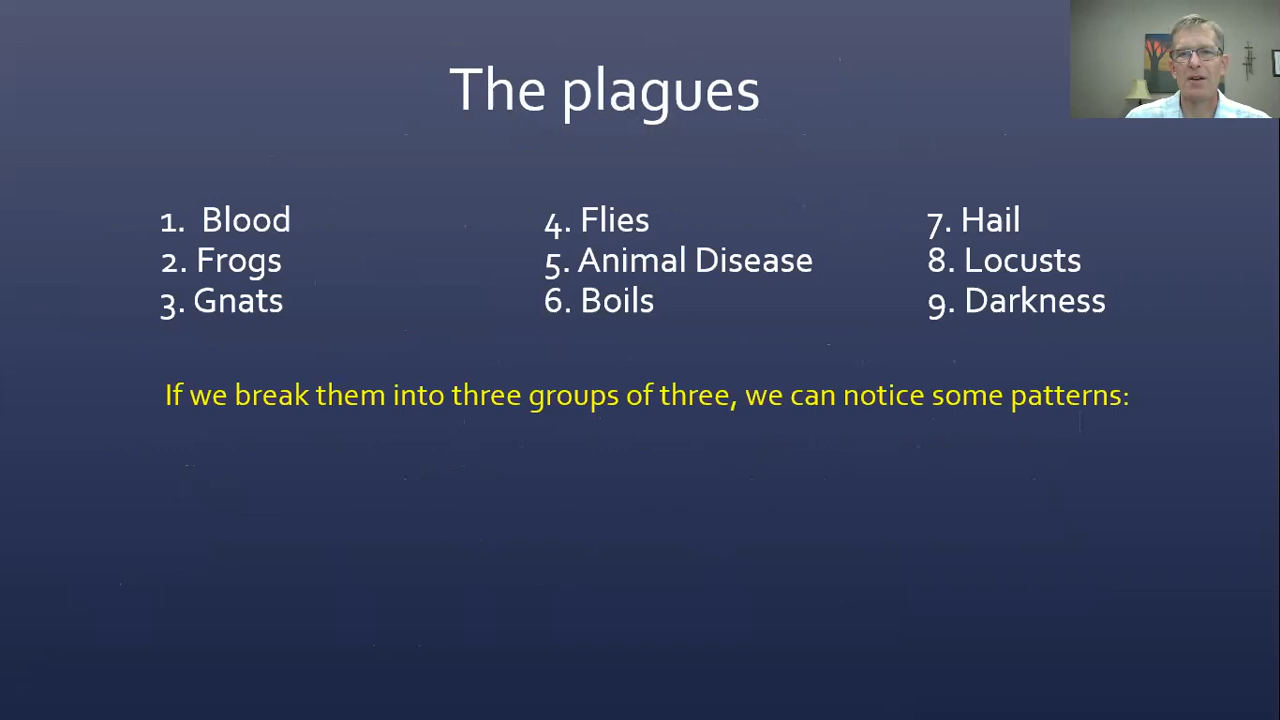 The plagues
1. Blood
2. Frogs
3. Gnats
4. Flies
5. Animal Disease
6. Boils
7. Hail
8. Locusts
9. Darkness
If we break them into three groups of three, we can notice some patterns: